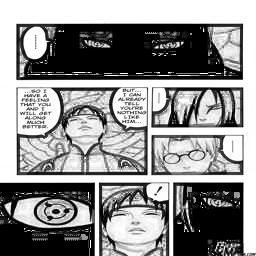 BUT...
I CAN
ALREADY
TELL
YOU'RE
NOTHING
LIKE
HIM...
...SO I
HAVE A
FEELING
THAT YOU
AND I
WILL GET
ALONG
MUCH
BETTER.
!